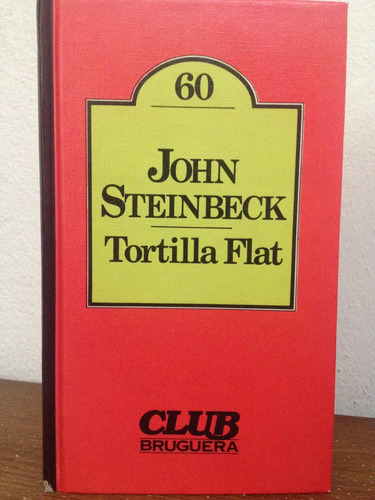 60
JOHN
STEINBECK
Tortilla Flat
CLUB
BRUGUERA